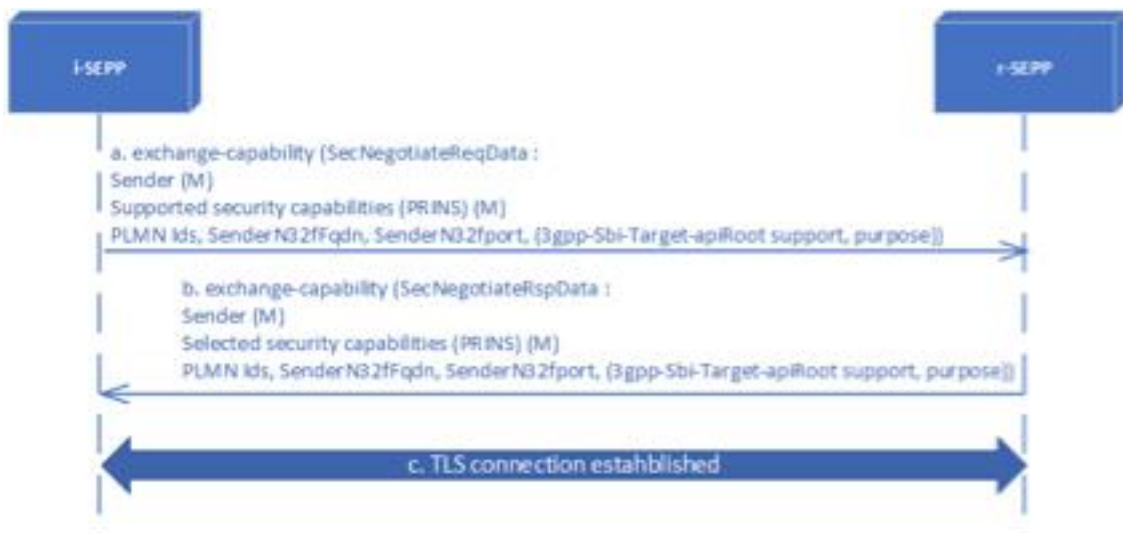 i-SEPP
r-SEPP
a. exchange-capability (SecNegotiateReqData :
Sender (M)
Supported security capabilities (PRINS) (M)
PLMN Ids, SenderN32fFqdn, SenderN32fport, (3gpp-Sbi-Target-apiRoot support, purpose))
b. exchange-capability (SecNegotiateRspData :
Sender (M)
Selected security capabilities (PRINS) (M)
PLMN Ids, SenderN32fFqdn, SenderN32fport, (3gpp-Sbi-Target-apiRoot support, purpose))
c. TLS connection estahblished